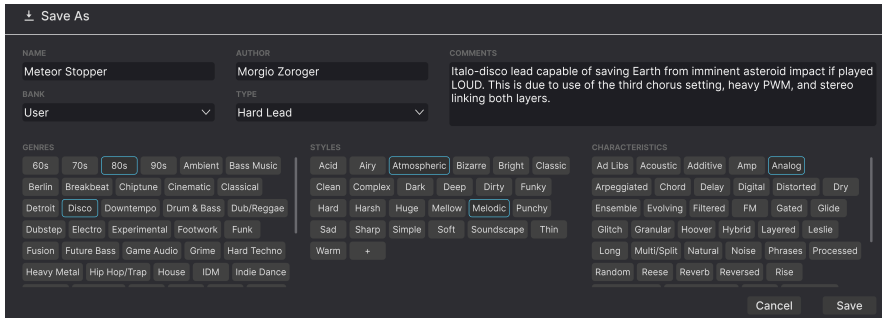 Save As
NAME AUTHOR COMMENTS
Meteor Stopper Morgio Zoroger Italo-disco lead capable of saving Earth from imminent asteroid impact if played
LOUD. This is due to use of the third chorus setting, heavy PWM, and stereo
linking both layers.
BANK TYPE
User Hard Lead
GENRES STYLES CHARACTERISTICS
60s 70s 80s 90s Ambient Bass Music Acid Airy Atmospheric Bizarre Bright Classic Ad Libs Acoustic Additive Amp Analog
Berlin Breakbeat Chiptune Cinematic Classical Clean Complex Dark Deep Dirty Funky Arpeggiated Chord Delay Digital Distorted Dry
Detroit Disco Downtempo Drum & Bass Dub/Reggae Hard Harsh Huge Mellow Melodic Punchy Ensemble Evolving Filtered FM Gated Glide
Dubstep Electro Experimental Footwork Funk Sad Sharp Simple Soft Soundscape Thin Glitch Granular Hoover Hybrid Layered Leslie
Fusion Future Bass Game Audio Grime Hard Techno Warm + Long Multi/Split Natural Noise Phrases Processed
Heavy Metal Hip Hop/Trap House IDM Indie Dance Random Reese Reverb Reversed Rise
Cancel Save